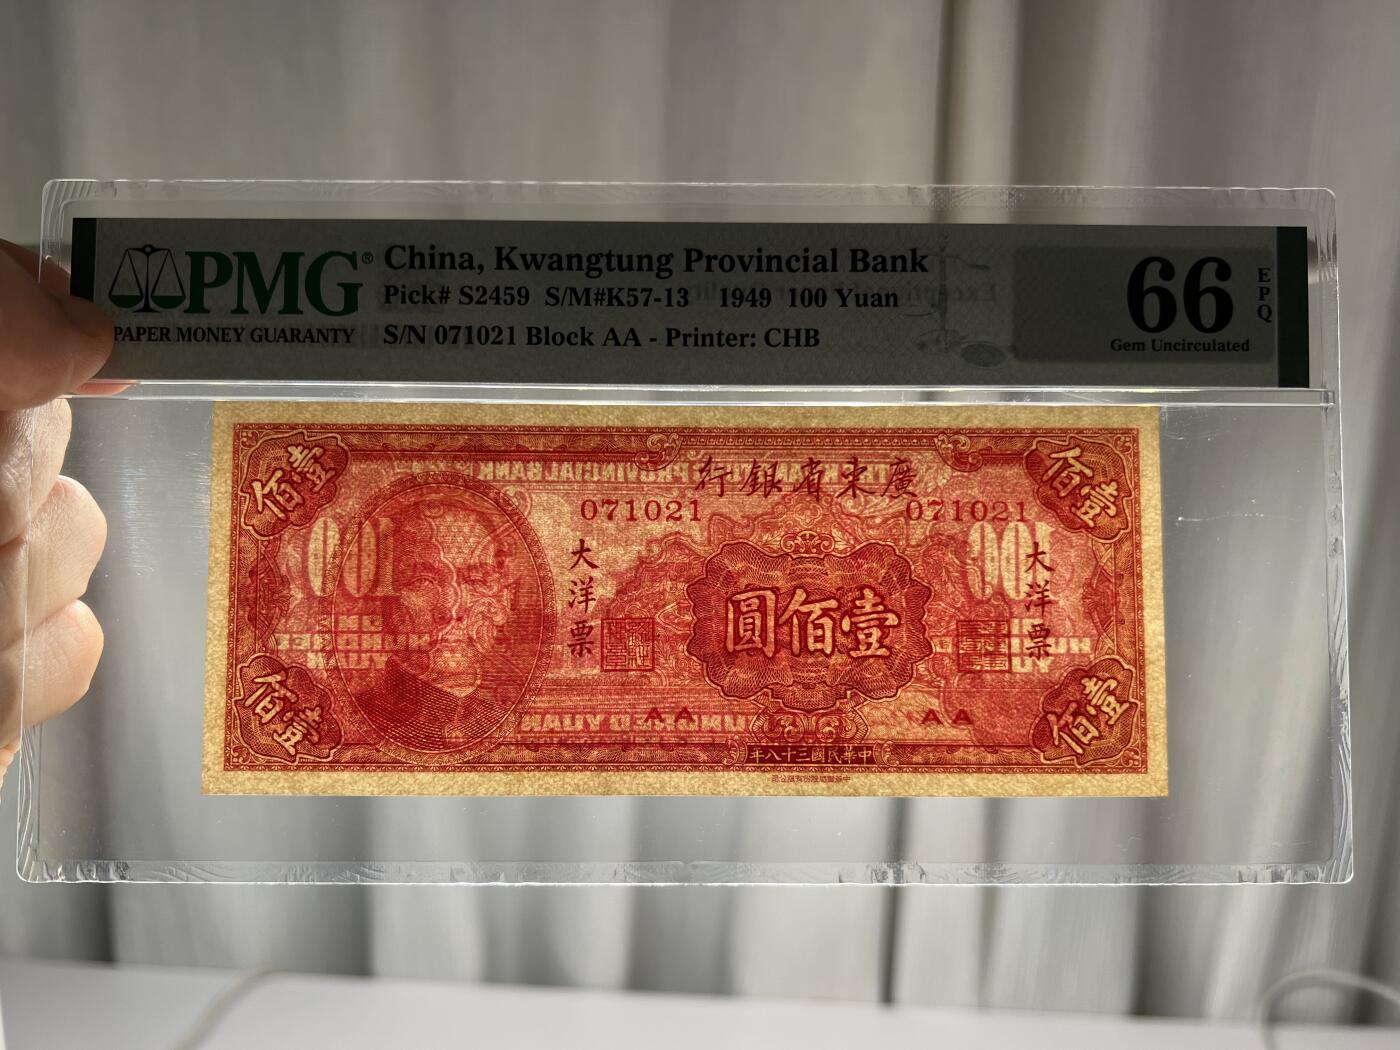 PMG®
PAPER MONEY GUARANTY
China, Kwangtung Provincial Bank
Pick# S2459 S/M#K57-13 1949 100 Yuan
S/N 071021 Block AA - Printer: CHB
66
EPQ
Gem Uncirculated
佰壹
行銀省東廣
佰壹
071021
071021
大洋票
圓佰壹
大洋票
佰壹
AA
AA
佰壹
年八十三國民華中